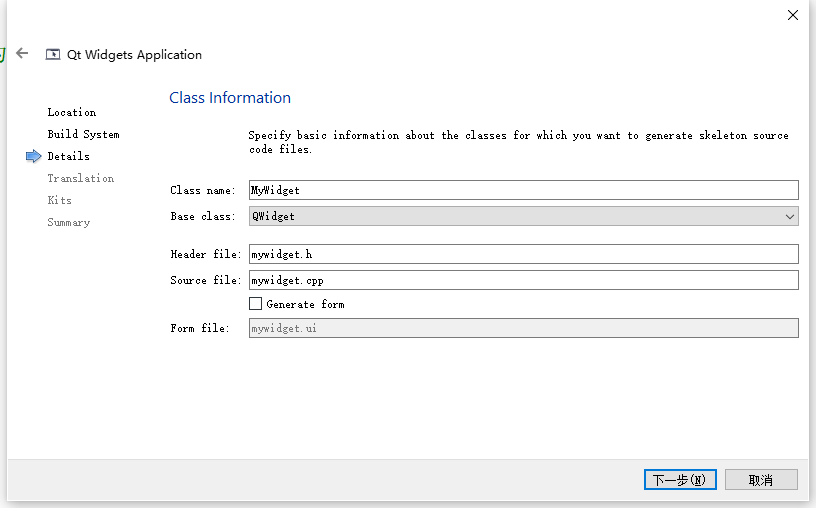 Qt Widgets Application
Class Information
Location
Build System
Details
Translation
Kits
Summary
Specify basic information about the classes for which you want to generate skeleton source
code files.
Class name: MyWidget
Base class: QWidget
Header file: mywidget.h
Source file: mywidget.cpp
Generate form
Form file: mywidget.ui
下一步(N)
取消